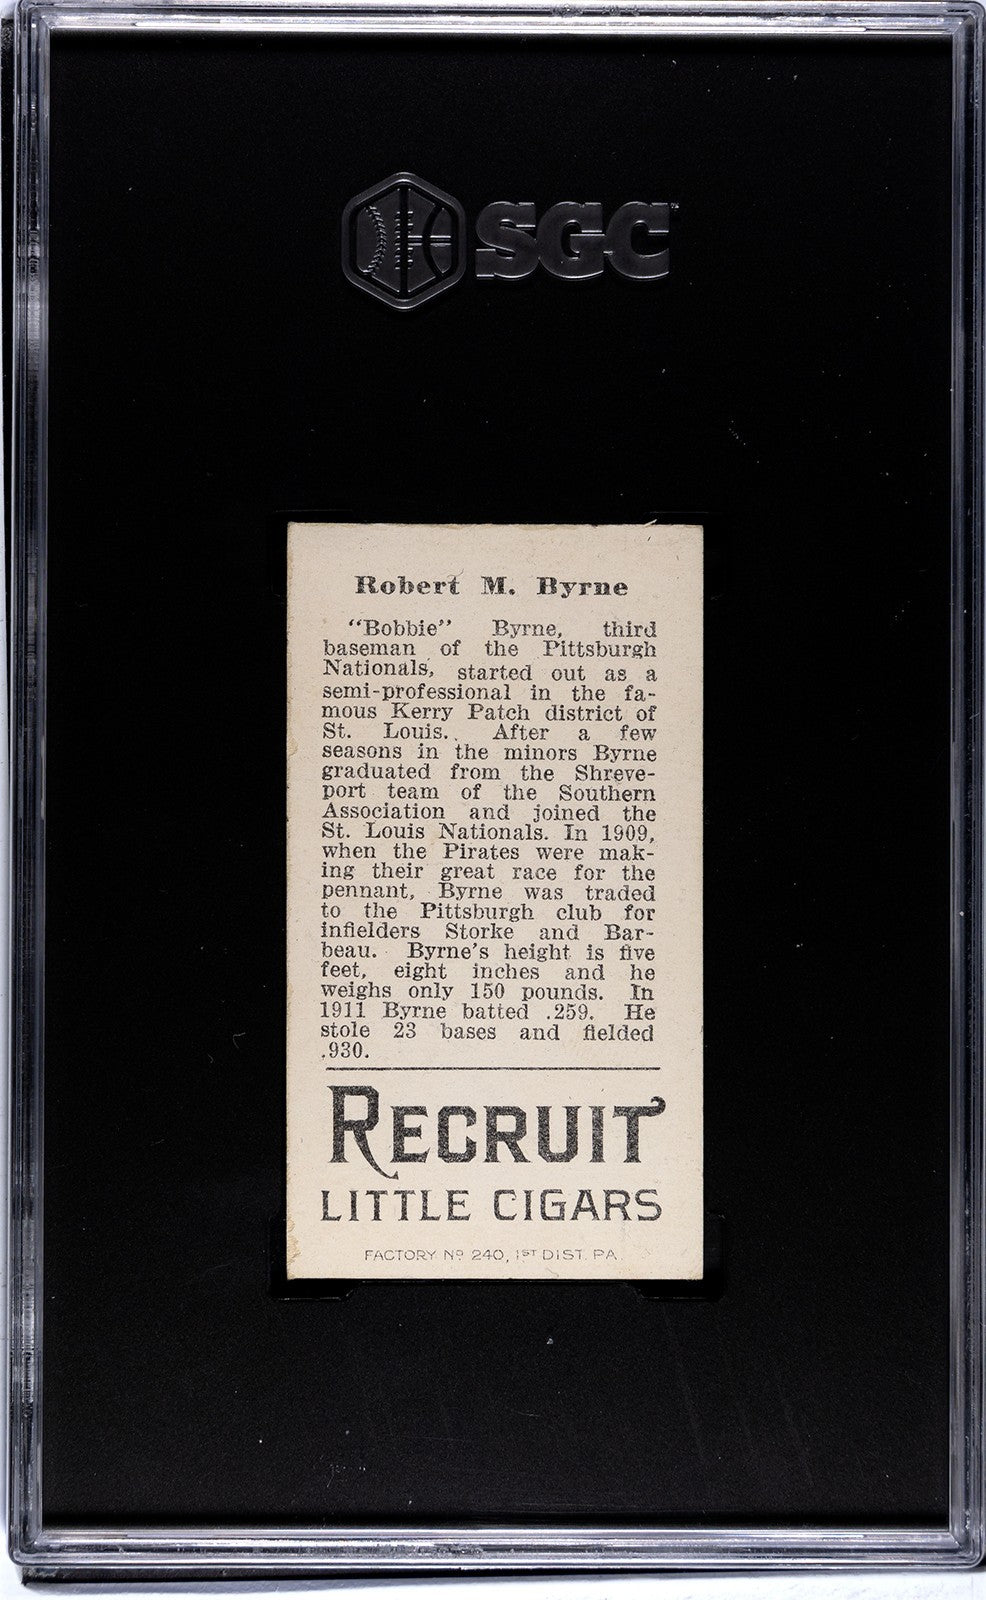 SGC™
Robert M. Byrne
"Bobbie" Byrne, third
baseman of the Pittsburgh
Nationals, started out as a
semi-professional in the fa-
mous Kerry Patch district of
St. Louis. After a few
seasons in the minors Byrne
graduated from the Shreve-
port team of the Southern
Association and joined the
St. Louis Nationals. In 1909,
when the Pirates were mak-
ing their great race for the
pennant, Byrne was traded
to the Pittsburgh club for
infielders Storke and Bar-
beau. Byrne's height is five
feet, eight inches and he
weighs only 150 pounds. In
1911 Byrne batted .259. He
stole 23 bases and fielded
.930.
RECRUIT
LITTLE CIGARS
FACTORY No 240, 1ST DIST. PA.